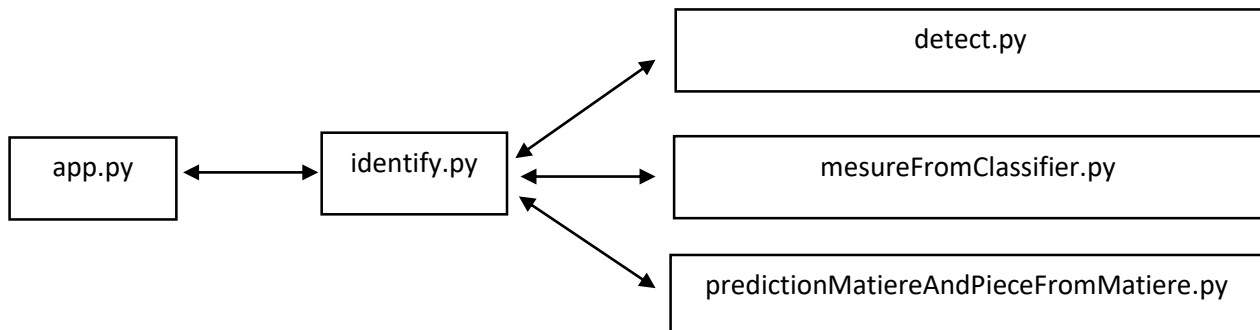 detect.py
app.py
identify.py
mesureFromClassifier.py
predictionMatiereAndPieceFromMatiere.py